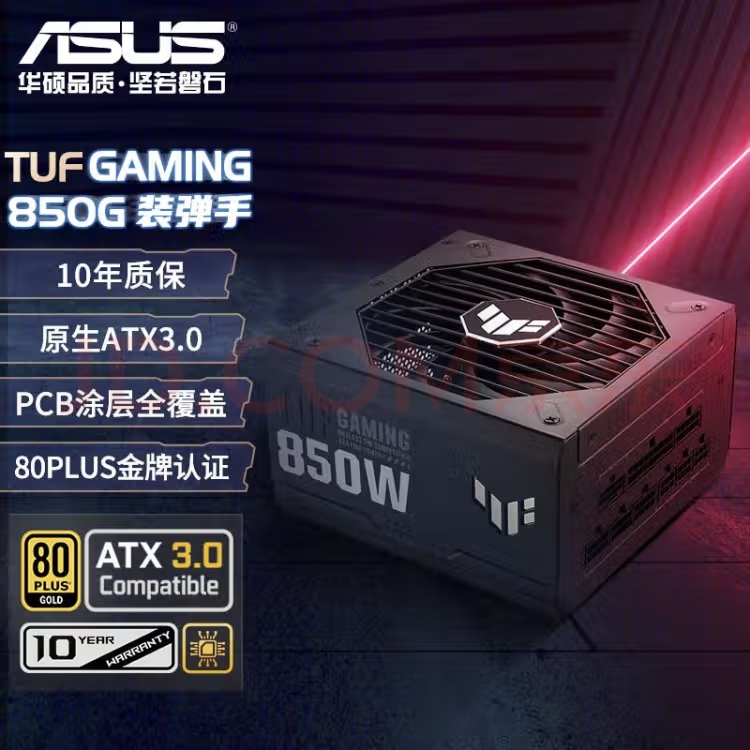 ASUS
华硕品质·坚若磐石
TUF GAMING
850G 装弹手
10年质保
原生ATX3.0
PCB涂层全覆盖
80PLUS金牌认证
GAMING
850W
80
PLUS
GOLD
ATX 3.0
Compatible
10 YEAR
WARRANTY